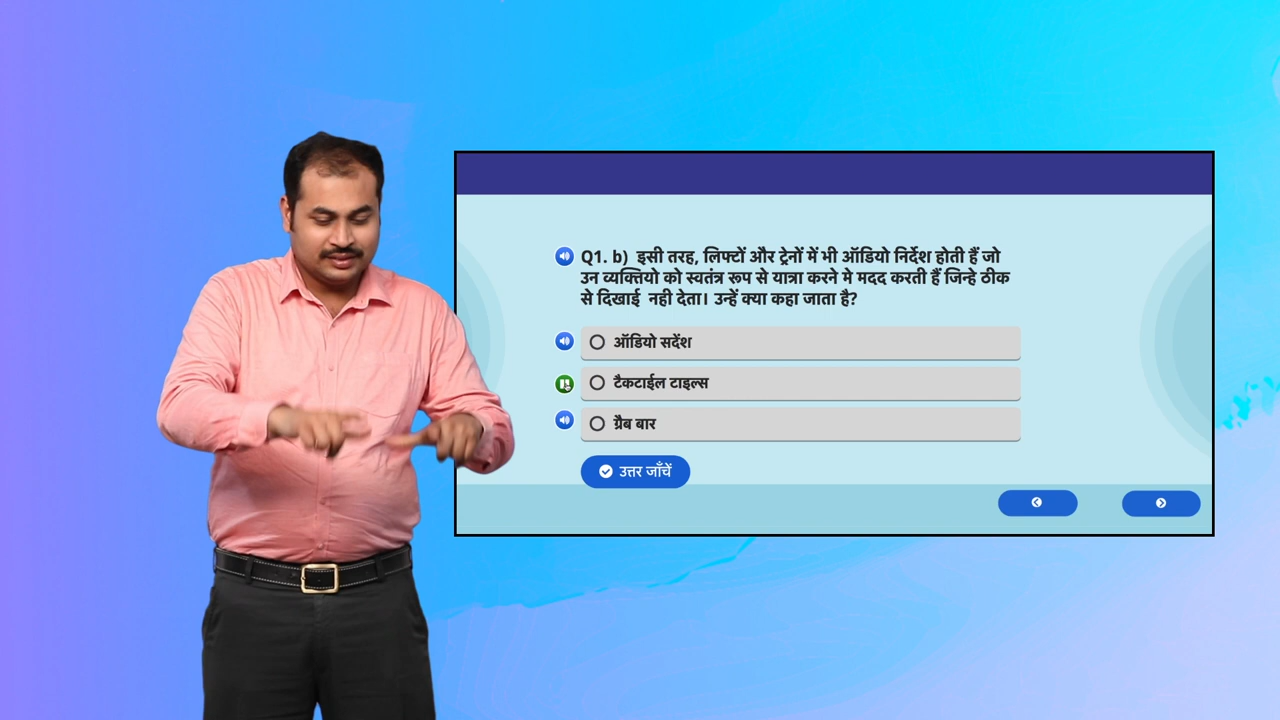 Q1. b) इसी तरह, लिफ्टों और ट्रेनों में भी ऑडियो निर्देश होती हैं जो
उन व्यक्तियो को स्वतंत्र रूप से यात्रा करने मे मदद करती हैं जिन्हे ठीक
से दिखाई नही देता। उन्हें क्या कहा जाता है?
ऑडियो सदेंश
टैकटाईल टाइल्स
ग्रैब बार
उत्तर जाँचें